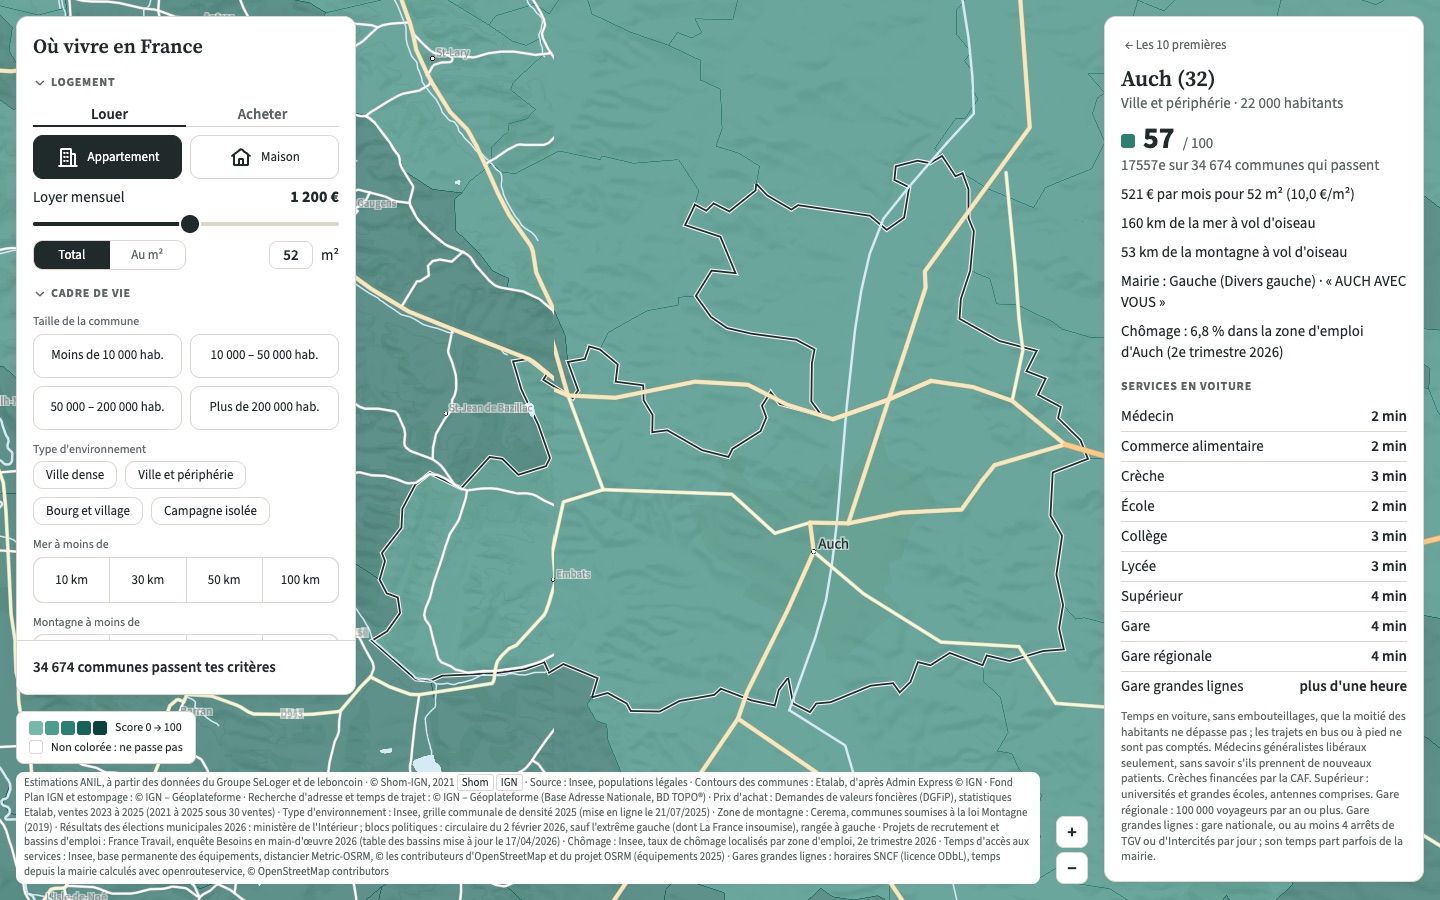 Où vivre en France
LOGEMENT
Louer
Acheter
Appartement
Maison
Loyer mensuel
1 200 €
Total
Au m²
52
m²
CADRE DE VIE
Taille de la commune
Moins de 10 000 hab.
10 000 – 50 000 hab.
50 000 – 200 000 hab.
Plus de 200 000 hab.
Type d'environnement
Ville dense
Ville et périphérie
Bourg et village
Campagne isolée
Mer à moins de
10 km
30 km
50 km
100 km
Montagne à moins de
34 674 communes passent tes critères
Score 0 → 100
Non colorée : ne passe pas
St-Lary
St-Jean de Bazillac
Embats
Auch
Estimations ANIL, à partir des données du Groupe SeLoger et de leboncoin · © Shom-IGN, 2021 Shom IGN · Source : Insee, populations légales · Contours des communes : Etalab, d'après Admin Express © IGN · Fond
Plan IGN et estompage : © IGN – Géoplateforme · Recherche d'adresse et temps de trajet : © IGN – Géoplateforme (Base Adresse Nationale, BD TOPO®) · Prix d'achat : Demandes de valeurs foncières (DGFiP), statistiques
Etalab, ventes 2023 à 2025 (2021 à 2025 sous 30 ventes) · Type d'environnement : Insee, grille communale de densité 2025 (mise en ligne le 21/07/2025) · Zone de montagne : Cerema, communes soumises à la loi Montagne
(2019) · Résultats des élections municipales 2026 : ministère de l'Intérieur ; blocs politiques : circulaire du 2 février 2026, sauf l'extrême gauche (dont La France insoumise), rangée à gauche · Projets de recrutement et
bassins d'emploi : France Travail, enquête Besoins en main-d'œuvre 2026 (table des bassins mise à jour le 17/04/2026) · Chômage : Insee, taux de chômage localisés par zone d'emploi, 2e trimestre 2026 · Temps d'accès aux
services : Insee, base permanente des équipements, distancier Metric-OSRM, © les contributeurs d'OpenStreetMap et du projet OSRM (équipements 2025) · Gares grandes lignes : horaires SNCF (licence ODbL), temps
depuis la mairie calculés avec openrouteservice, © OpenStreetMap contributors
+
−
← Les 10 premières
Auch (32)
Ville et périphérie · 22 000 habitants
57 / 100
17557e sur 34 674 communes qui passent
521 € par mois pour 52 m² (10,0 €/m²)
160 km de la mer à vol d'oiseau
53 km de la montagne à vol d'oiseau
Mairie : Gauche (Divers gauche) · « AUCH AVEC
VOUS »
Chômage : 6,8 % dans la zone d'emploi
d'Auch (2e trimestre 2026)
SERVICES EN VOITURE
Médecin 2 min
Commerce alimentaire 2 min
Crèche 3 min
École 2 min
Collège 3 min
Lycée 3 min
Supérieur 4 min
Gare 4 min
Gare régionale 4 min
Gare grandes lignes plus d'une heure
Temps en voiture, sans embouteillages, que la moitié des
habitants ne dépasse pas ; les trajets en bus ou à pied ne
sont pas comptés. Médecins généralistes libéraux
seulement, sans savoir s'ils prennent de nouveaux
patients. Crèches financées par la CAF. Supérieur :
universités et grandes écoles, antennes comprises. Gare
régionale : 100 000 voyageurs par an ou plus. Gare
grandes lignes : gare nationale, ou au moins 4 arrêts de
TGV ou d'Intercités par jour ; son temps part parfois de la
mairie.